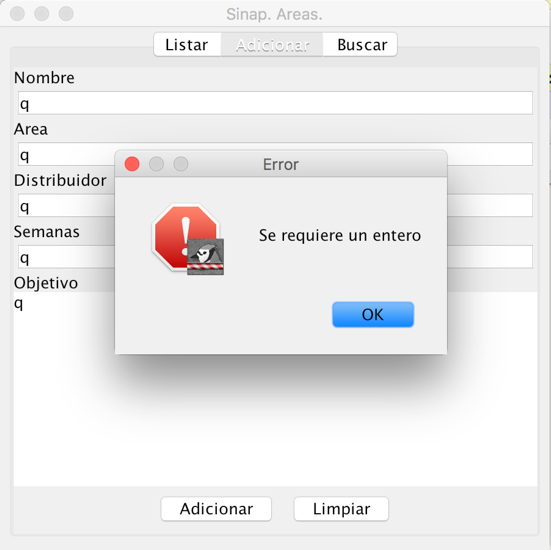 Sinap. Areas.
Listar Adicionar Buscar
Nombre
q
Area
q
Distribuidor
q
Semanas
q
Objetivo
q
Error
Se requiere un entero
OK
Adicionar Limpiar